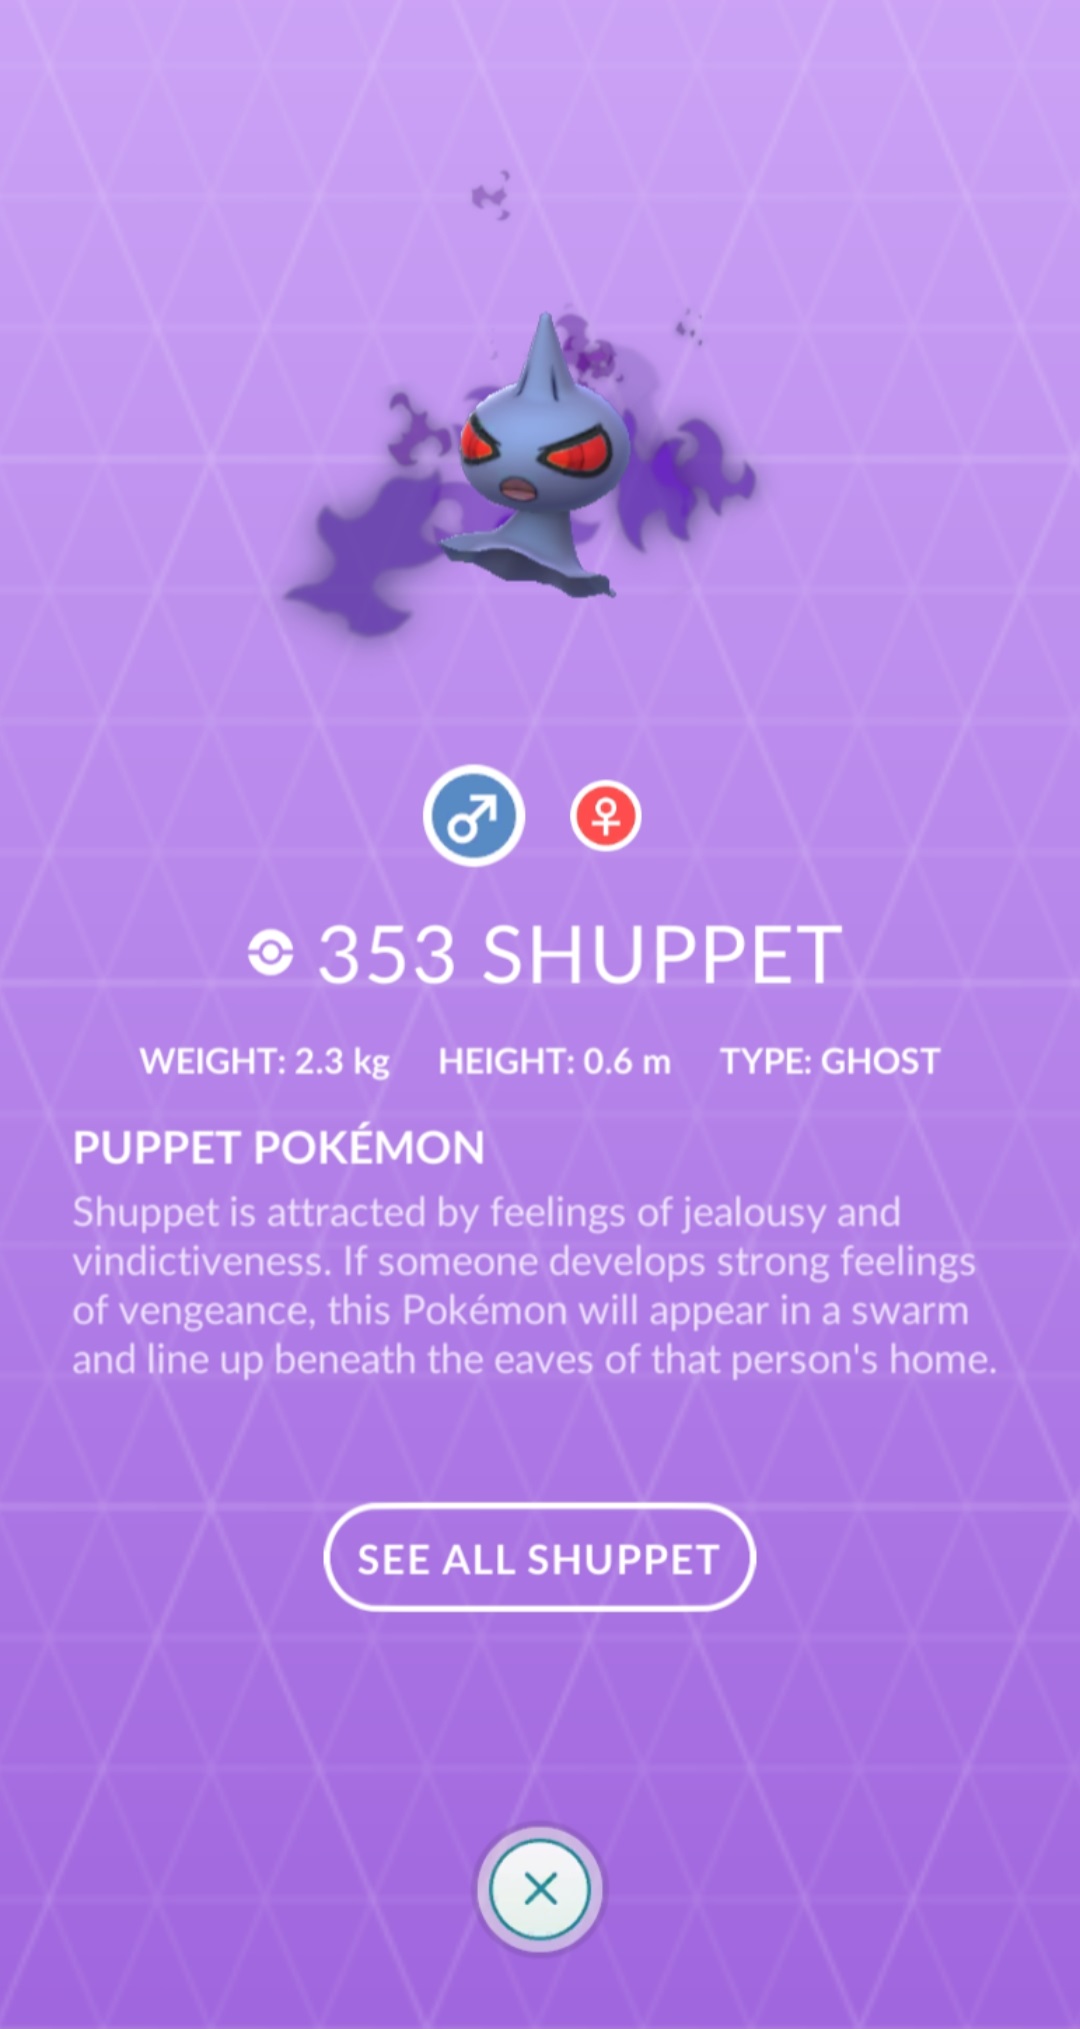 353 SHUPPET
WEIGHT: 2.3 kg HEIGHT: 0.6 m TYPE: GHOST
PUPPET POKÉMON
Shuppet is attracted by feelings of jealousy and
vindictiveness. If someone develops strong feelings
of vengeance, this Pokémon will appear in a swarm
and line up beneath the eaves of that person's home.
SEE ALL SHUPPET